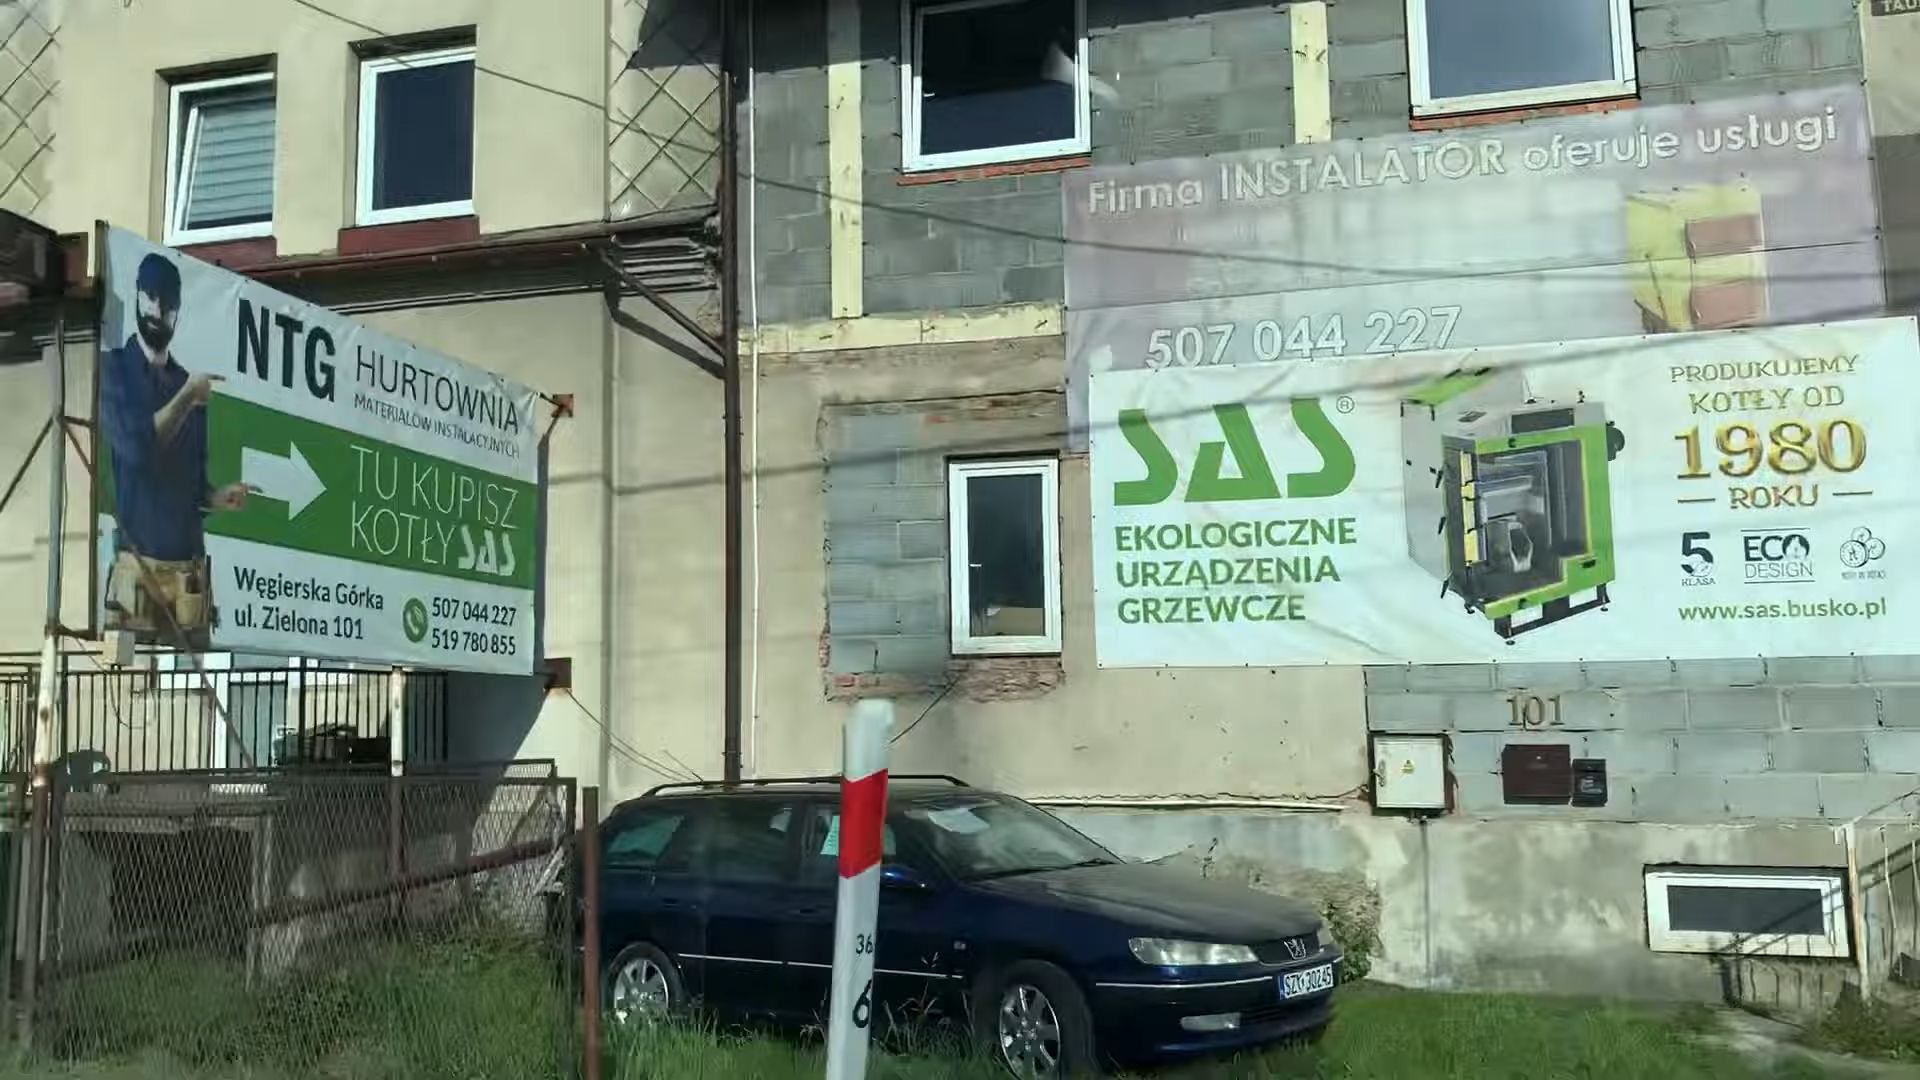 NTG HURTOWNIA
MATERIAŁÓW INSTALACYJNYCH
TU KUPISZ
KOTŁY SAS
Węgierska Górka
ul. Zielona 101
507 044 227
519 780 855
Firma INSTALATOR oferuje usługi
507 044 227
SAS®
EKOLOGICZNE
URZĄDZENIA
GRZEWCZE
PRODUKUJEMY
KOTŁY OD
1980
ROKU
5
KLASA
ECO
DESIGN
www.sas.busko.pl
101
36
6